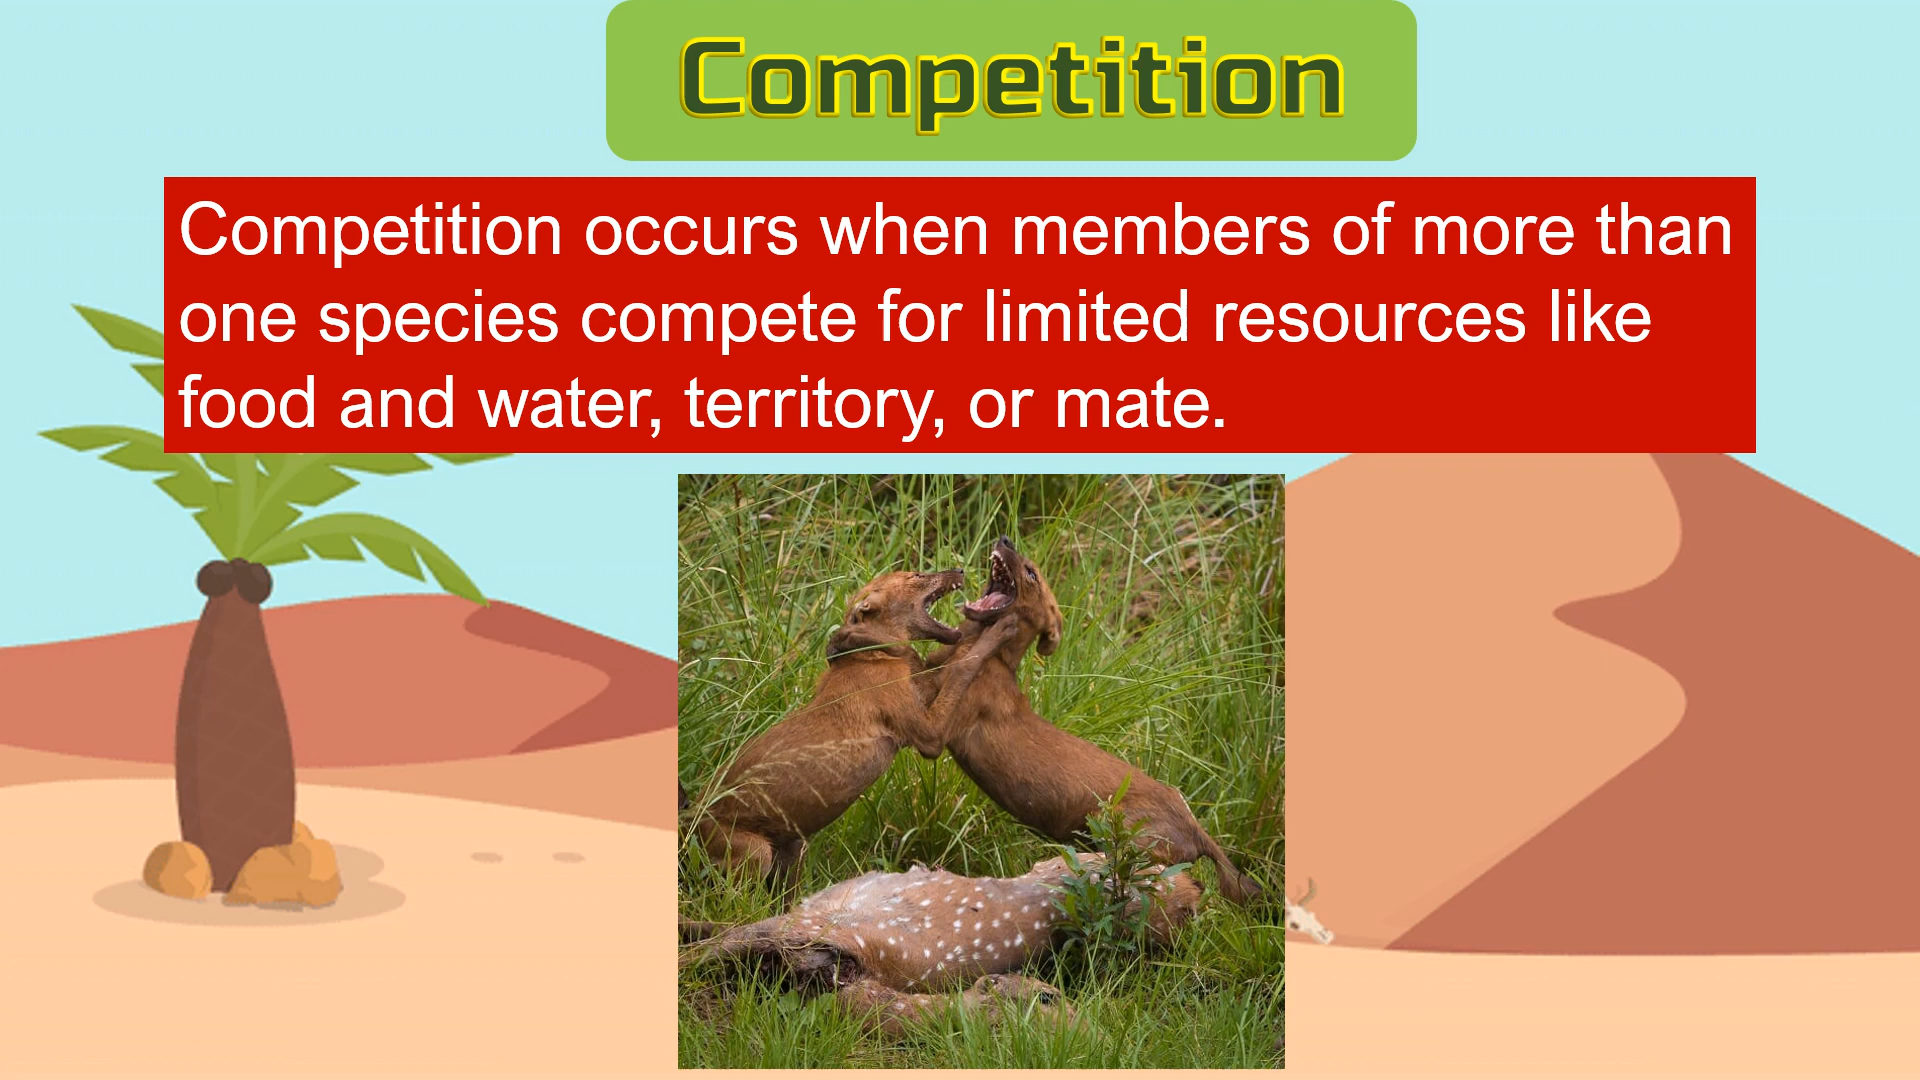 Competition
Competition occurs when members of more than
one species compete for limited resources like
food and water, territory, or mate.